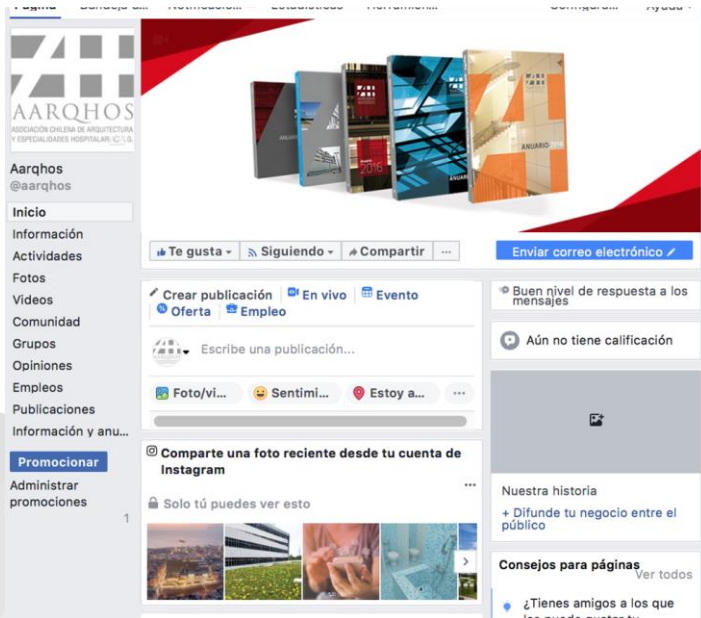 Página
Estadísticas
Ayuda
AARQHOS
ASOCIACIÓN CHILENA DE ARQUITECTURA
Y ESPECIALIDADES HOSPITALARI
Aarqhos
@aarqhos
Inicio
Información
Actividades
Fotos
Videos
Comunidad
Grupos
Opiniones
Empleos
Publicaciones
Información y anu...
Promocionar
Administrar
promociones
1
2016
ANUARIO 2016
Te gusta
Siguiendo
Compartir
...
Enviar correo electrónico
Crear publicación
En vivo
Evento
Oferta
Empleo
Escribe una publicación...
Foto/vi...
Sentimi...
Estoy a...
...
Comparte una foto reciente desde tu cuenta de
Instagram
...
Solo tú puedes ver esto
Buen nivel de respuesta a los
mensajes
Aún no tiene calificación
Nuestra historia
+ Difunde tu negocio entre el
público
Consejos para páginas
Ver todos
¿Tienes amigos a los que